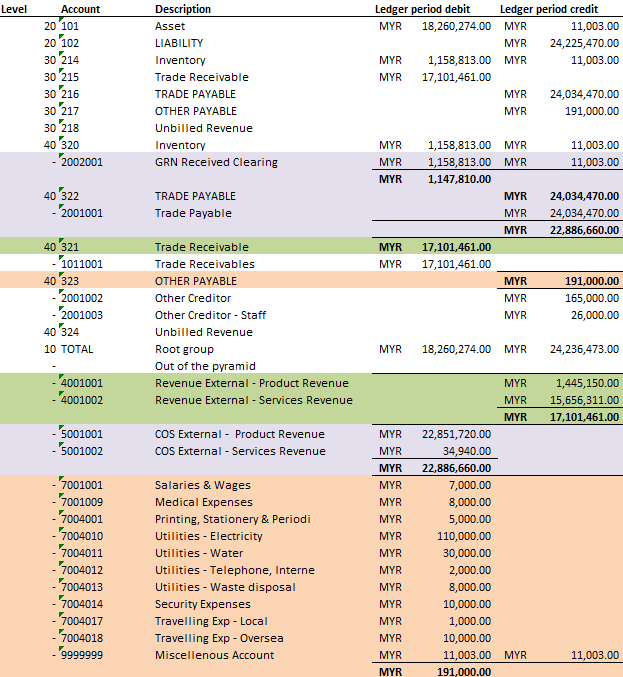 Level Account Description Ledger period debit Ledger period credit
20 101 Asset MYR 18,260,274.00 MYR 11,003.00
20 102 LIABILITY MYR 24,225,470.00
30 214 Inventory MYR 1,158,813.00 MYR 11,003.00
30 215 Trade Receivable MYR 17,101,461.00
30 216 TRADE PAYABLE MYR 24,034,470.00
30 217 OTHER PAYABLE MYR 191,000.00
30 218 Unbilled Revenue
40 320 Inventory MYR 1,158,813.00 MYR 11,003.00
- 2002001 GRN Received Clearing MYR 1,158,813.00 MYR 11,003.00
MYR 1,147,810.00
40 322 TRADE PAYABLE MYR 24,034,470.00
- 2001001 Trade Payable MYR 24,034,470.00
MYR 22,886,660.00
40 321 Trade Receivable MYR 17,101,461.00
- 1011001 Trade Receivables MYR 17,101,461.00
40 323 OTHER PAYABLE MYR 191,000.00
- 2001002 Other Creditor MYR 165,000.00
- 2001003 Other Creditor - Staff MYR 26,000.00
40 324 Unbilled Revenue
10 TOTAL Root group MYR 18,260,274.00 MYR 24,236,473.00
- Out of the pyramid
- 4001001 Revenue External - Product Revenue MYR 1,445,150.00
- 4001002 Revenue External - Services Revenue MYR 15,656,311.00
MYR 17,101,461.00
- 5001001 COS External - Product Revenue MYR 22,851,720.00
- 5001002 COS External - Services Revenue MYR 34,940.00
MYR 22,886,660.00
- 7001001 Salaries & Wages MYR 7,000.00
- 7001009 Medical Expenses MYR 8,000.00
- 7004001 Printing, Stationery & Periodi MYR 5,000.00
- 7004010 Utilities - Electricity MYR 110,000.00
- 7004011 Utilities - Water MYR 30,000.00
- 7004012 Utilities - Telephone, Interne MYR 2,000.00
- 7004013 Utilities - Waste disposal MYR 8,000.00
- 7004014 Security Expenses MYR 10,000.00
- 7004017 Travelling Exp - Local MYR 1,000.00
- 7004018 Travelling Exp - Oversea MYR 10,000.00
- 9999999 Miscellenous Account MYR 11,003.00 MYR 11,003.00
MYR 191,000.00